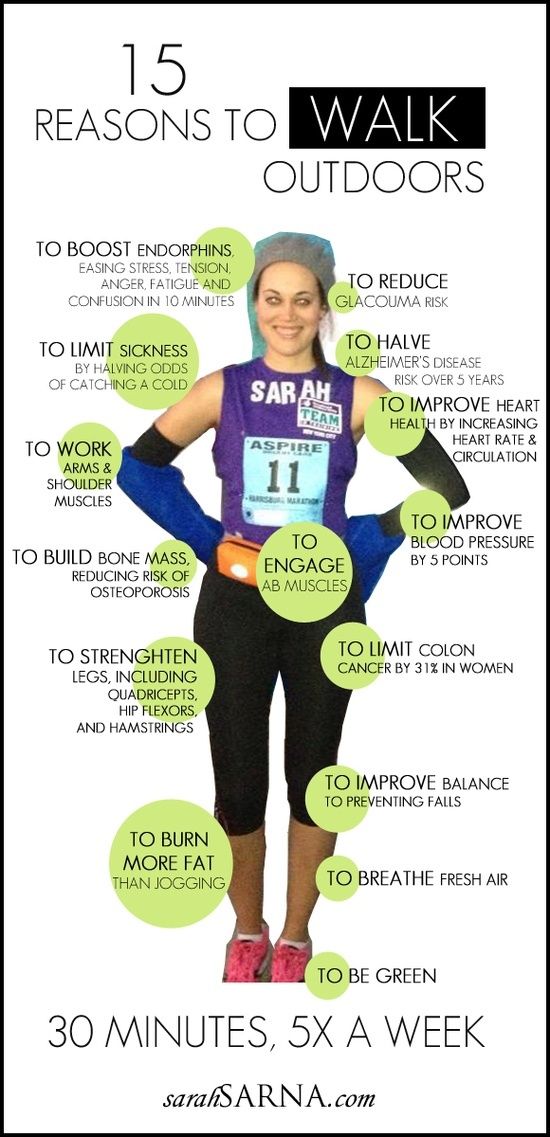 15
REASONS TO WALK
OUTDOORS
TO BOOST ENDORPHINS,
EASING STRESS, TENSION,
ANGER, FATIGUE AND
CONFUSION IN 10 MINUTES
TO REDUCE
GLACOUMA RISK
TO LIMIT SICKNESS
BY HALVING ODDS
OF CATCHING A COLD
TO HALVE
ALZHEIMER'S DISEASE
RISK OVER 5 YEARS
SARAH
TEAM
TO IMPROVE HEART
HEALTH BY INCREASING
HEART RATE &
CIRCULATION
TO WORK
ARMS &
SHOULDER
MUSCLES
ASPIRE
11
HARRISBURG MARATHON
TO IMPROVE
BLOOD PRESSURE
BY 5 POINTS
TO BUILD BONE MASS,
REDUCING RISK OF
OSTEOPOROSIS
TO
ENGAGE
AB MUSCLES
TO STRENGHTEN
LEGS, INCLUDING
QUADRICEPTS,
HIP FLEXORS,
AND HAMSTRINGS
TO LIMIT COLON
CANCER BY 31% IN WOMEN
TO IMPROVE BALANCE
TO PREVENTING FALLS
TO BURN
MORE FAT
THAN JOGGING
TO BREATHE FRESH AIR
TO BE GREEN
30 MINUTES, 5X A WEEK
sarahSARNA.com